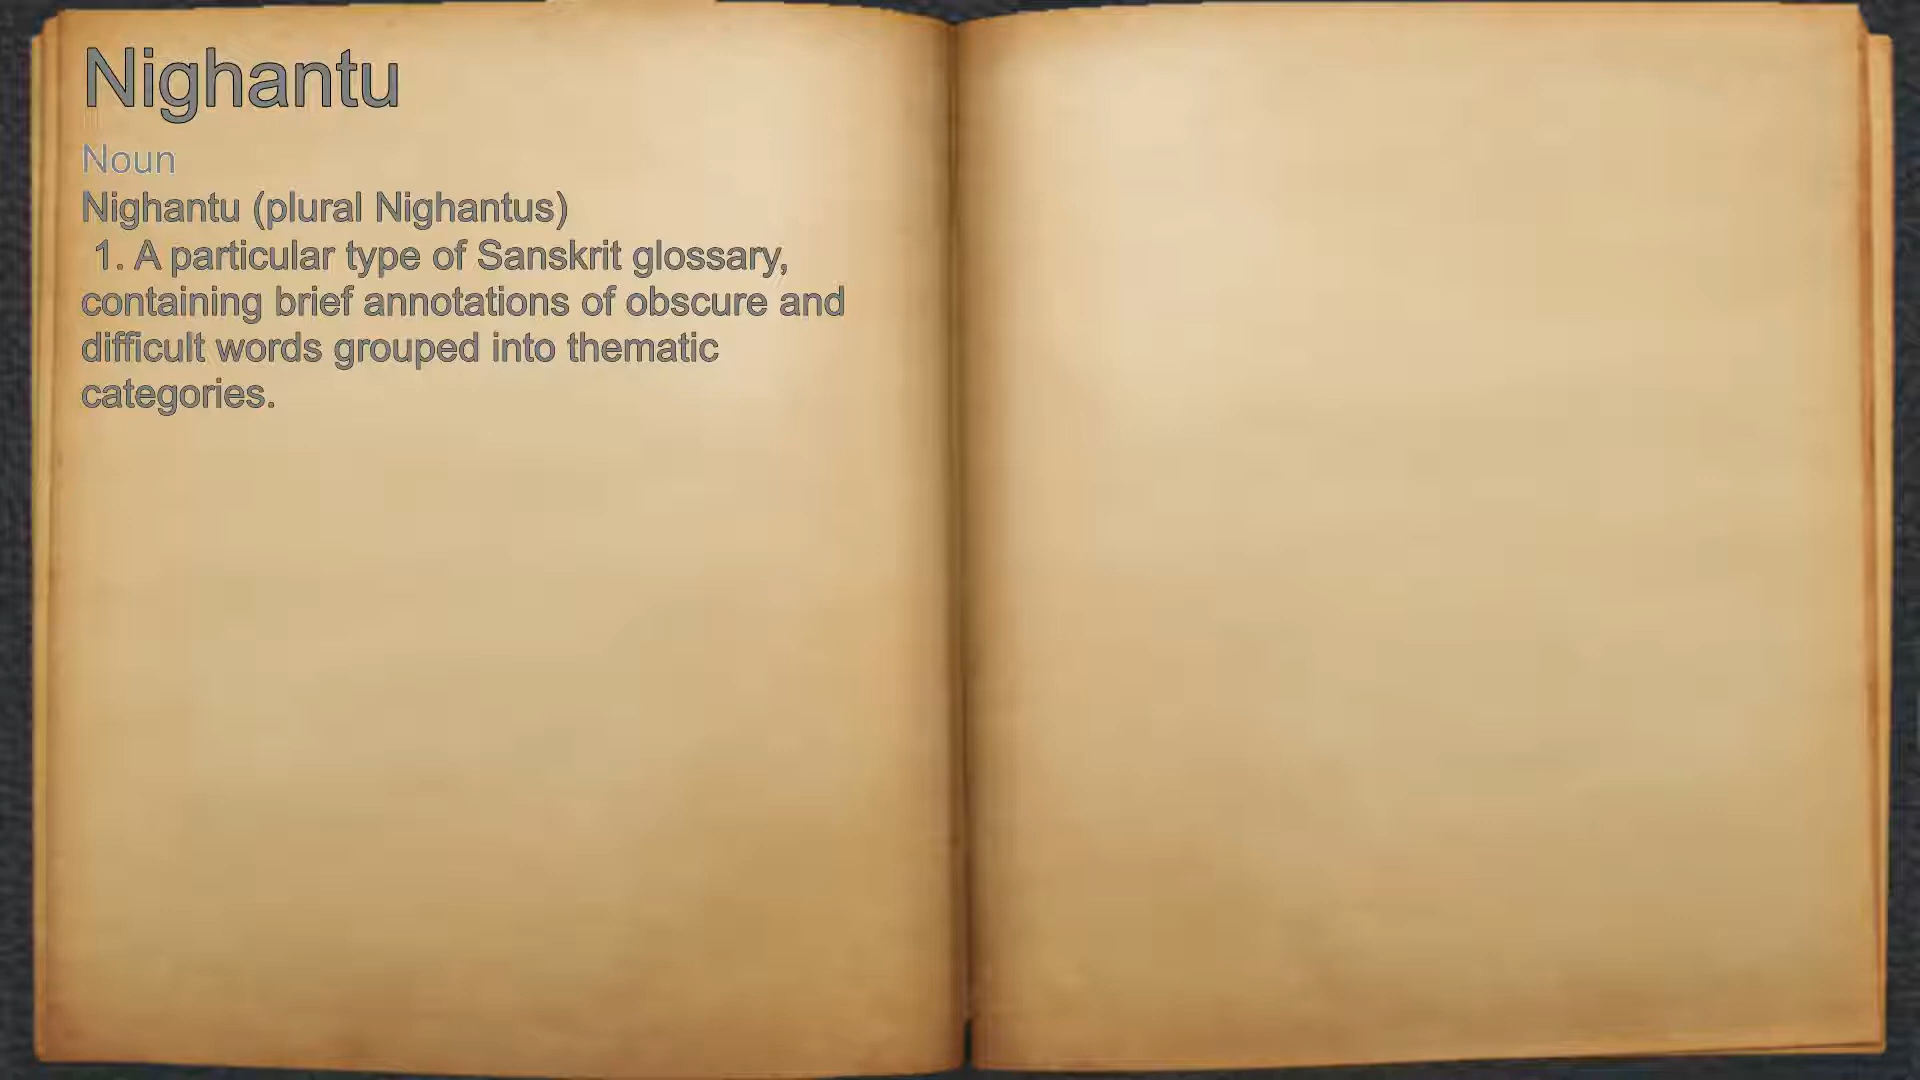 Nighantu
Noun
Nighantu (plural Nighantus)
1. A particular type of Sanskrit glossary,
containing brief annotations of obscure and
difficult words grouped into thematic
categories.